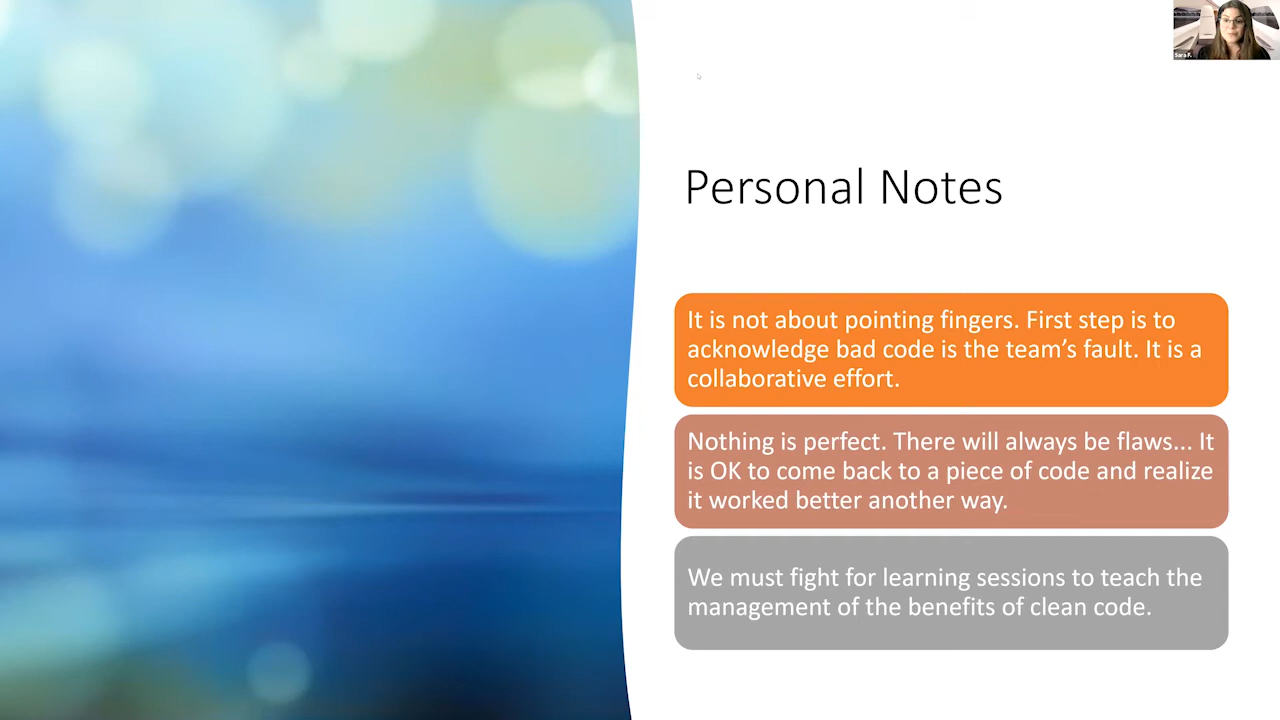 Sara F.
Personal Notes
It is not about pointing fingers. First step is to
acknowledge bad code is the team’s fault. It is a
collaborative effort.
Nothing is perfect. There will always be flaws... It
is OK to come back to a piece of code and realize
it worked better another way.
We must fight for learning sessions to teach the
management of the benefits of clean code.